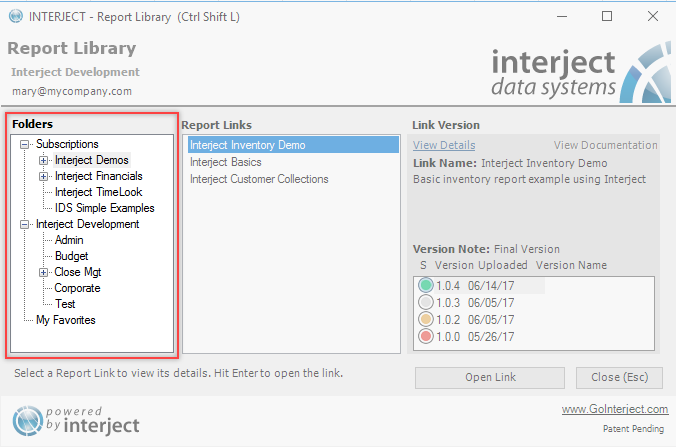 INTERJECT - Report Library  (Ctrl Shift L)
Report Library
Interject Development
mary@mycompany.com
interject
data systems
Folders
Subscriptions
Interject Demos
Interject Financials
Interject TimeLook
IDS Simple Examples
Interject Development
Admin
Budget
Close Mgt
Corporate
Test
My Favorites
Report Links
Interject Inventory Demo
Interject Basics
Interject Customer Collections
Link Version
View Details View Documentation
Link Name: Interject Inventory Demo
Basic inventory report example using Interject
Version Note: Final Version
S Version Uploaded Version Name
1.0.4 06/14/17
1.0.3 06/05/17
1.0.2 06/05/17
1.0.0 05/26/17
Select a Report Link to view its details. Hit Enter to open the link.
Open Link
Close (Esc)
powered
by interject
www.GoInterject.com
Patent Pending